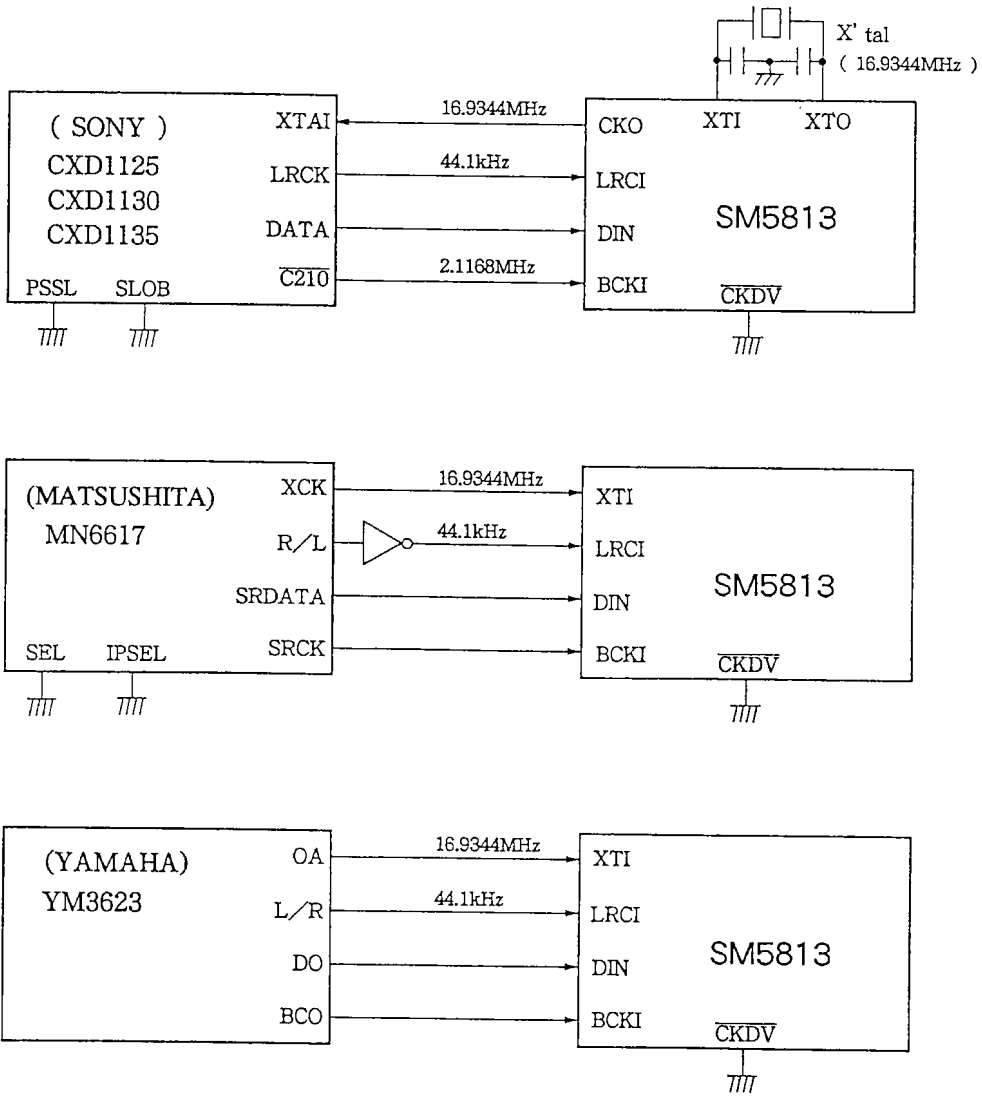 X' tal
( 16.9344MHz )
( SONY )
CXD1125
CXD1130
CXD1135
XTAI
LRCK
DATA
C210
PSSL SLOB
16.9344MHz
44.1kHz
2.1168MHz
CKO XTI XTO
LRCI
DIN
BCKI
SM5813
CKDV
(MATSUSHITA)
MN6617
XCK
R/L
SRDATA
SRCK
SEL IPSEL
16.9344MHz
44.1kHz
XTI
LRCI
DIN
BCKI
SM5813
CKDV
(YAMAHA)
YM3623
OA
L/R
DO
BCO
16.9344MHz
44.1kHz
XTI
LRCI
DIN
BCKI
SM5813
CKDV